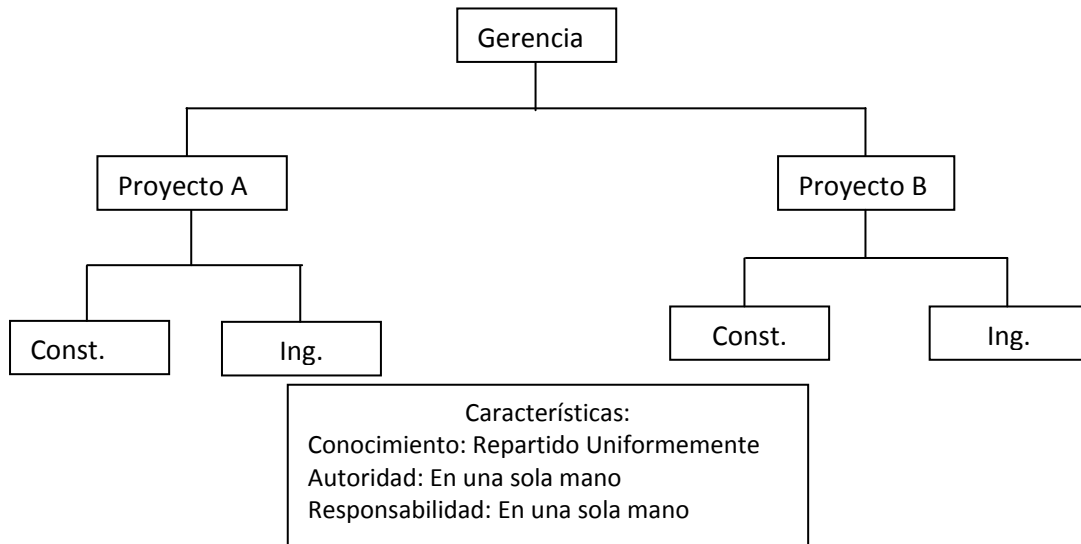 Gerencia
Proyecto A
Proyecto B
Const.
Ing.
Const.
Ing.
Características:
Conocimiento: Repartido Uniformemente
Autoridad: En una sola mano
Responsabilidad: En una sola mano